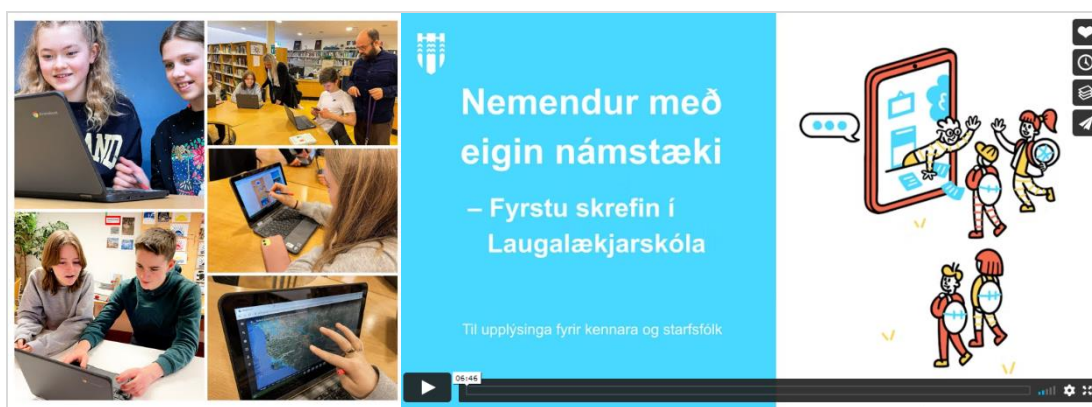 Nemendur með
eigin námstæki
– Fyrstu skrefin í
Laugalækjarskóla
Til upplýsinga fyrir kennara og starfsfólk
06:46